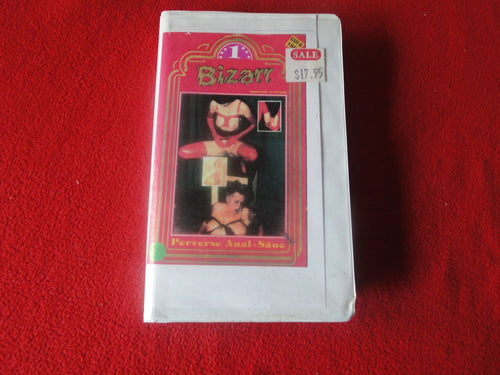 1
SALE
$17.95
Bizarr
Perverse Anal-Säue